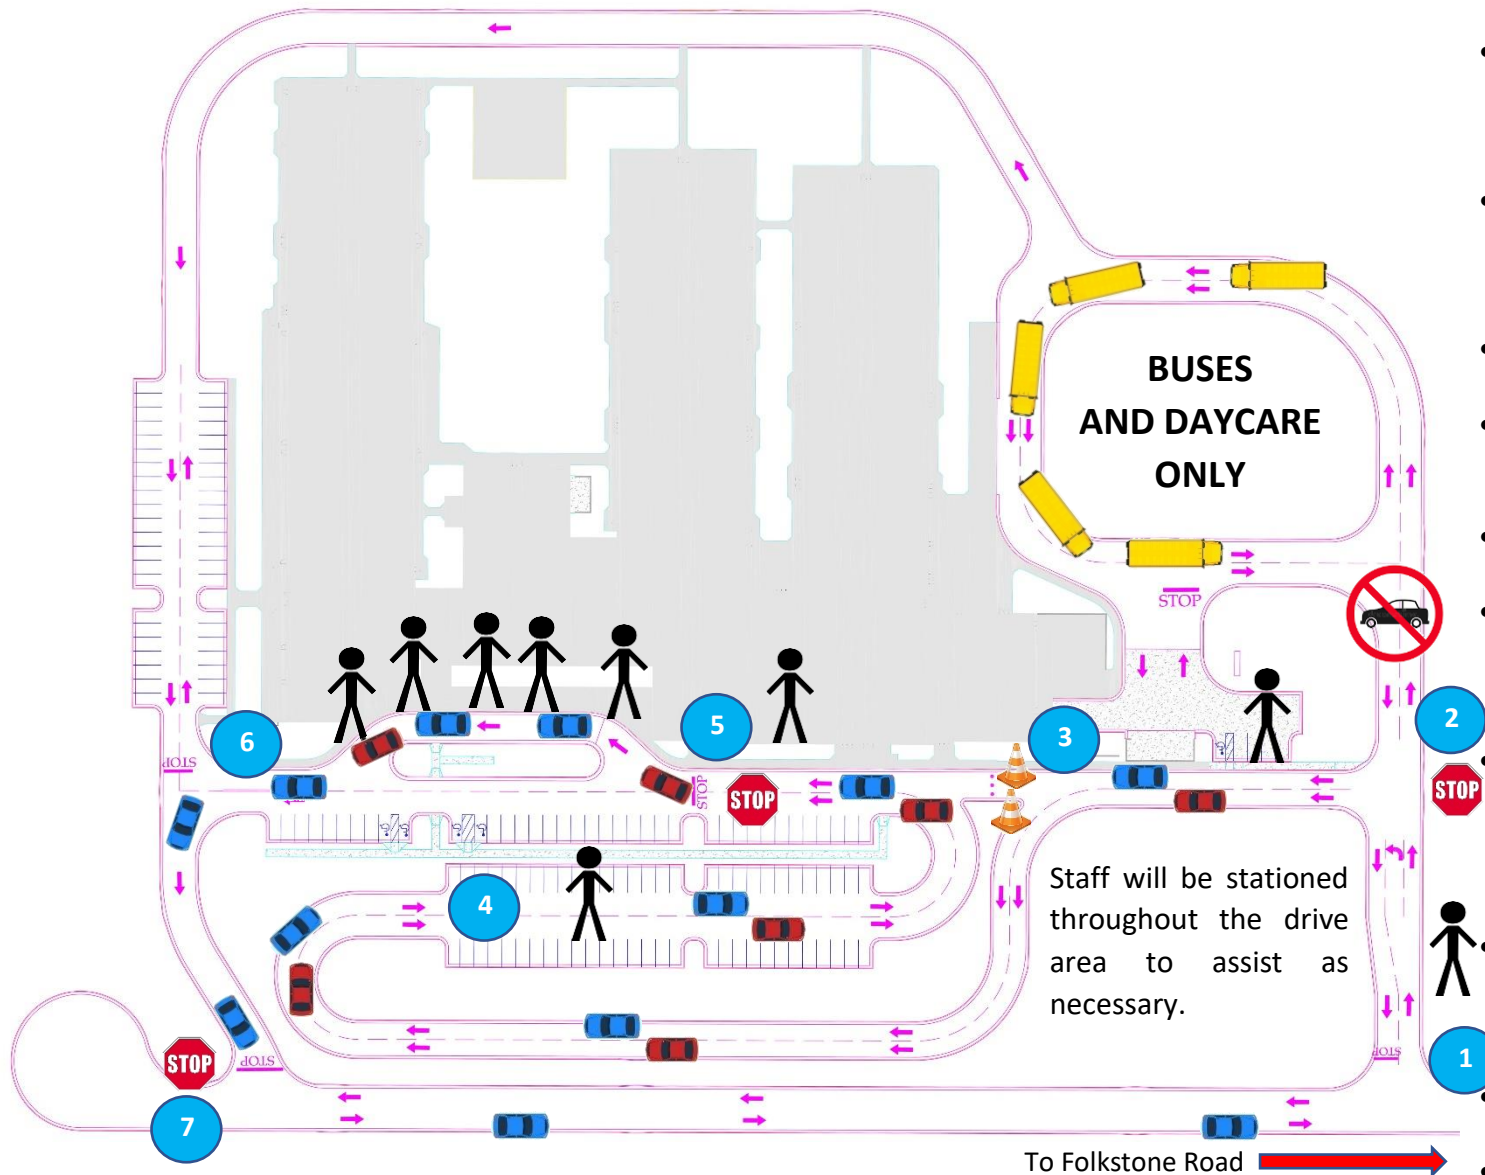 BUSES
AND DAYCARE
ONLY
STOP
2
6
5
3
STOP
STOP
STOP
STOP
4
Staff will be stationed
throughout the drive
area to assist as
necessary.
STOP
STOP
STOP
1
7
To Folkstone Road